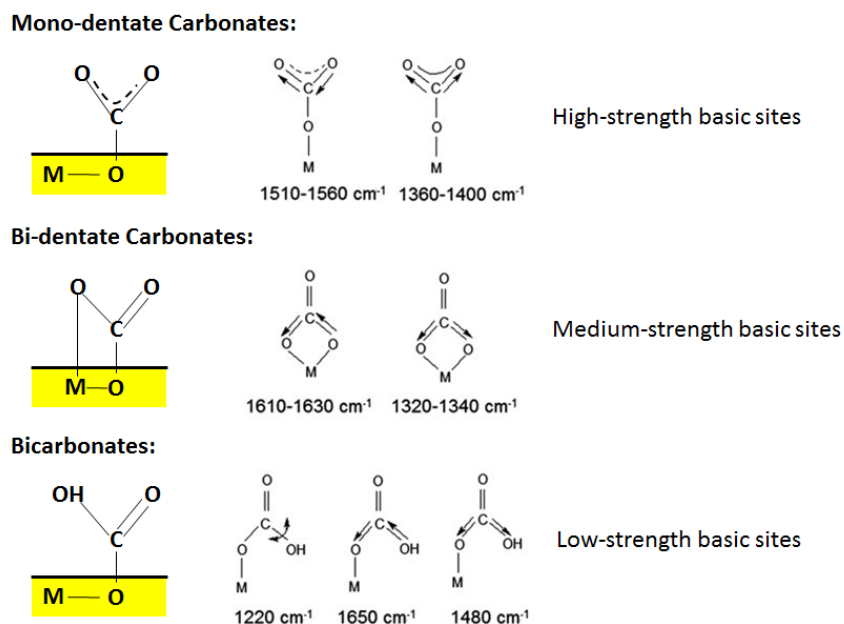 Mono-dentate Carbonates:
O O
C
M O
O O
C
O
M
1510-1560 cm-1
O O
C
O
M
1360-1400 cm-1
High-strength basic sites
Bi-dentate Carbonates:
O O
C
M O
O
C
O O
M
1610-1630 cm-1
O
C
O O
M
1320-1340 cm-1
Medium-strength basic sites
Bicarbonates:
OH O
C
M O
O
C
O OH
M
1220 cm-1
O
C
O OH
M
1650 cm-1
O
C
O OH
M
1480 cm-1
Low-strength basic sites